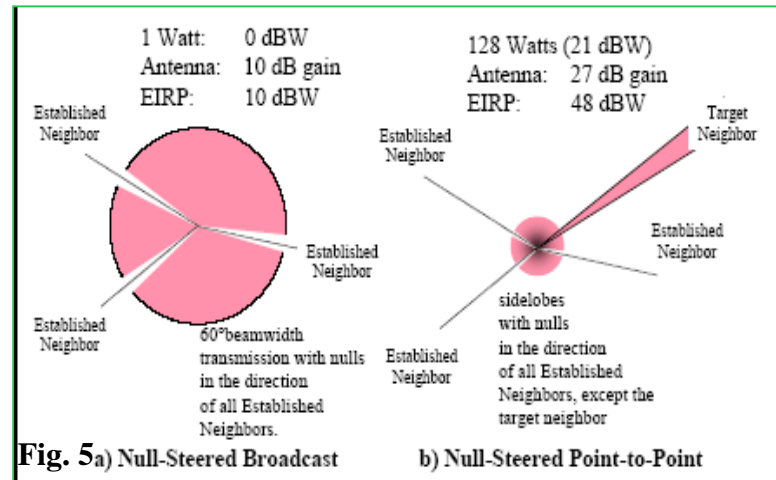 1 Watt: 0 dBW
Antenna: 10 dB gain
EIRP: 10 dBW
Established
Neighbor
Established
Neighbor
Established
Neighbor
60°beamwidth
transmission with nulls
in the direction
of all Established
Neighbors.
128 Watts (21 dBW)
Antenna: 27 dB gain
EIRP: 48 dBW
Target
Neighbor
Established
Neighbor
Established
Neighbor
Established
Neighbor
sidelobes
with nulls
in the direction
of all Established
Neighbors, except the
target neighbor
Fig. 5a) Null-Steered Broadcast
b) Null-Steered Point-to-Point